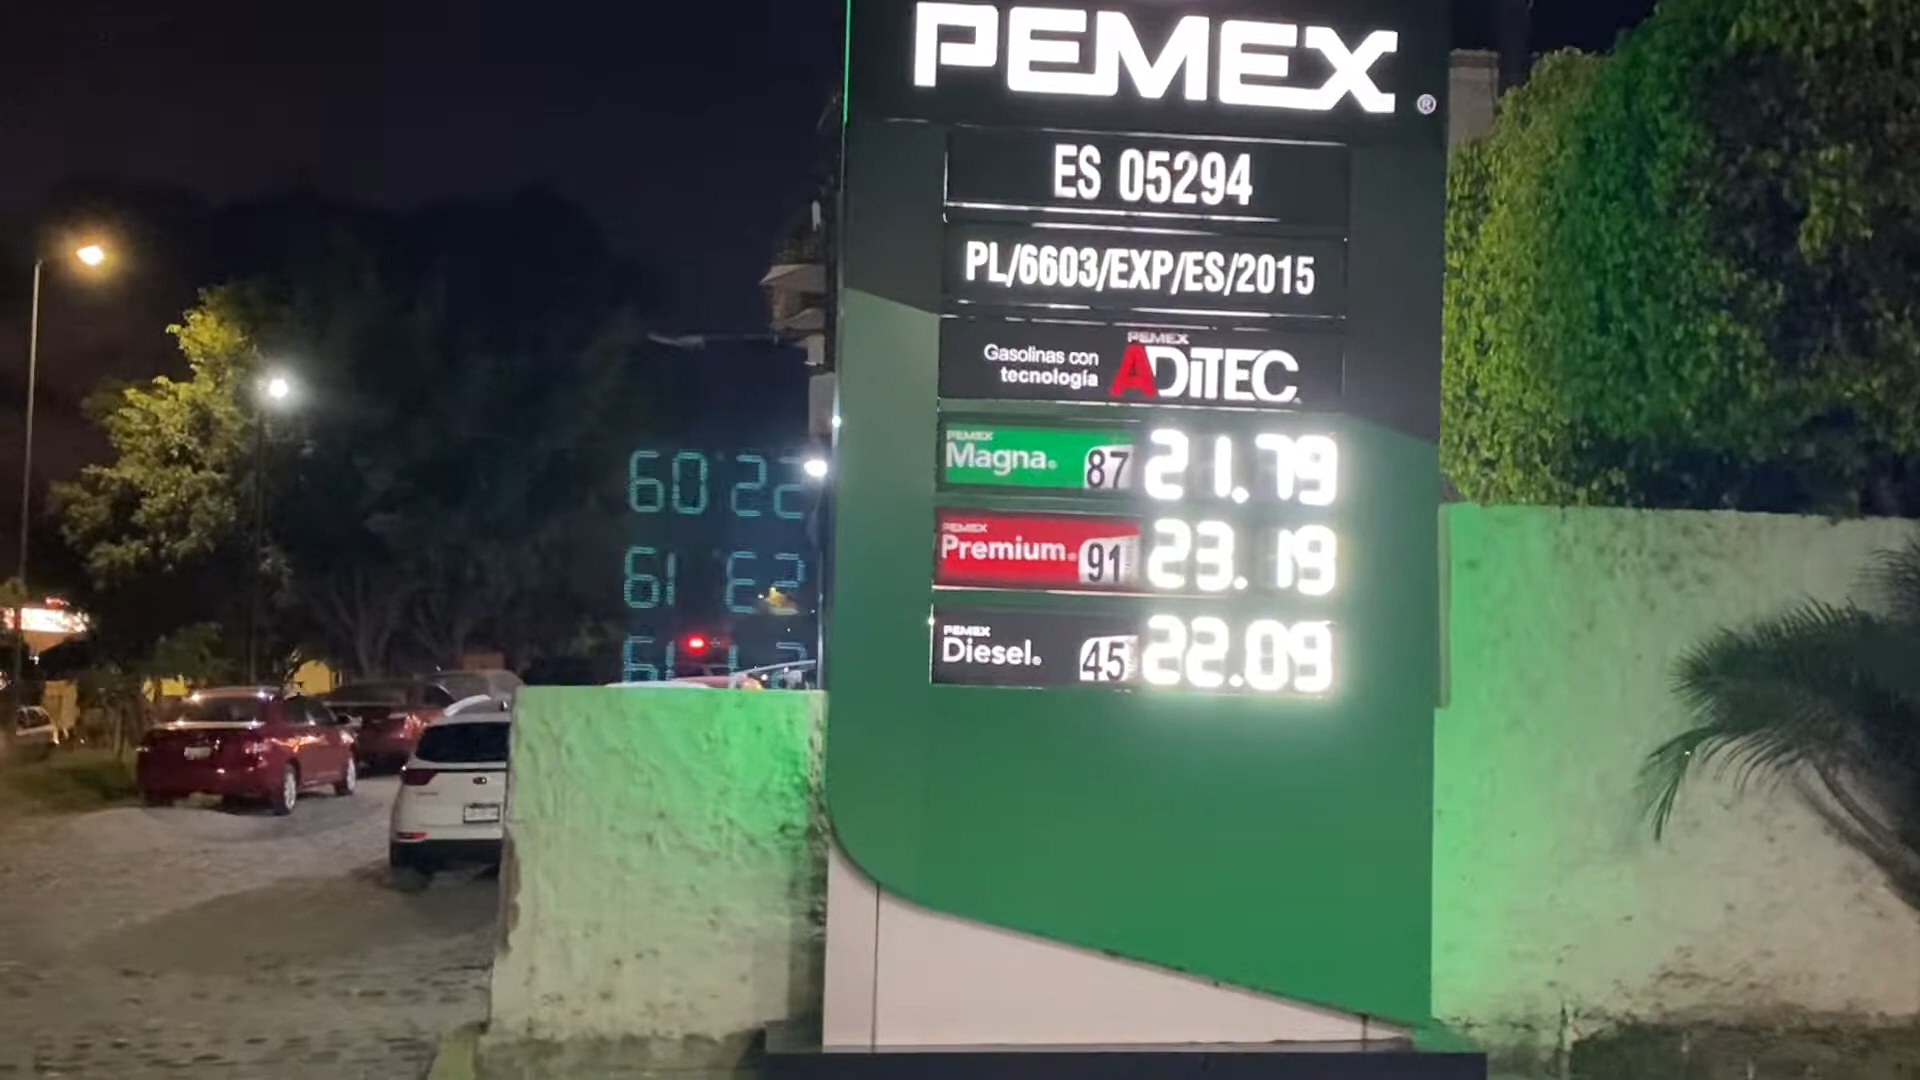 PEMEX®
ES 05294
PL/6603/EXP/ES/2015
Gasolinas con tecnología
PEMEX ADITEC
PEMEX Magna® 87 21.79
PEMEX Premium® 91 23.19
PEMEX Diesel® 45 22.09